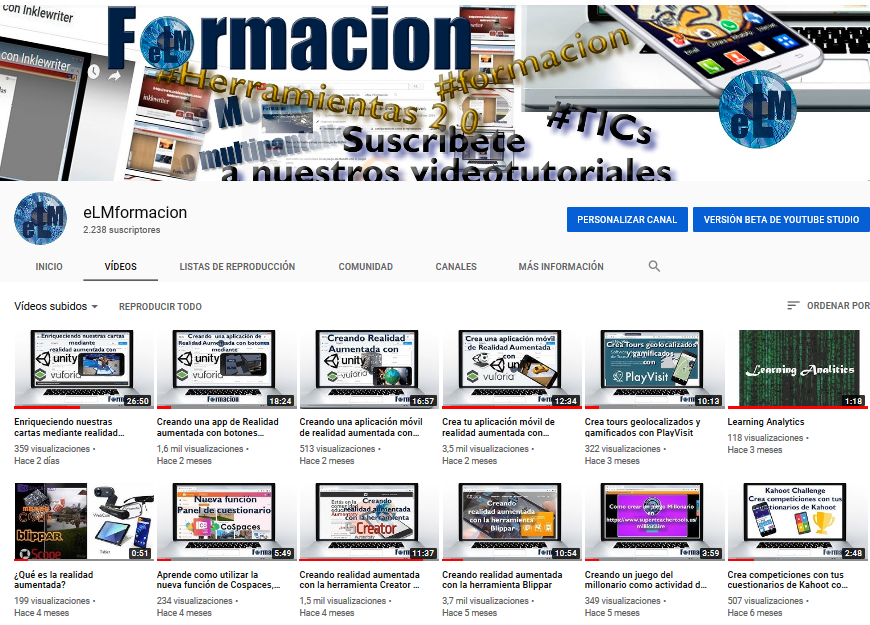 con Inklewriter
Formacion
eLM
con Inklewriter
#Herramientas 2.0
#formacion
inklewriter
#TICs
eLM
Suscribete
a nuestros videotutoriales
eLM
eLMformacion
2.238 suscriptores
PERSONALIZAR CANAL
VERSIÓN BETA DE YOUTUBE STUDIO
INICIO
VÍDEOS
LISTAS DE REPRODUCCIÓN
COMUNIDAD
CANALES
MÁS INFORMACIÓN
Vídeos subidos
REPRODUCIR TODO
ORDENAR POR
Enriqueciendo nuestras cartas mediante realidad aumentada con unity vuforia 26:50
Creando una aplicación de Realidad Aumentada con botones mediante unity vuforia 18:24
Creando Realidad Aumentada con unity vuforia 16:57
Crea una aplicación móvil de Realidad Aumentada con vuforia 12:34
Crea Tours geolocalizados y gamificados con PlayVisit 10:13
Learning Analitics 1:18
Enriqueciendo nuestras
cartas mediante realidad...
359 visualizaciones •
Hace 2 días
Creando una app de Realidad
aumentada con botones...
1,6 mil visualizaciones •
Hace 2 meses
Creando una aplicación móvil
de realidad aumentada con...
513 visualizaciones •
Hace 2 meses
Crea tu aplicación móvil de
realidad aumentada con...
3,5 mil visualizaciones •
Hace 2 meses
Crea tours geolocalizados y
gamificados con PlayVisit
322 visualizaciones •
Hace 3 meses
Learning Analytics
118 visualizaciones •
Hace 3 meses
BLIPPAR Scope WebCam Tablet 0:51
Nueva función Panel de cuestionario CoSpaces 5:49
Creando realidad aumentada con la herramienta Creator 11:37
Creando realidad aumentada con la herramienta Blippar 10:54
Como crear un juego Millonario en https://www.superteachertools.us/millionaire 3:59
Kahoot Challenge Crea competiciones con tus cuestionarios de Kahoot 2:48
¿Qué es la realidad
aumentada?
199 visualizaciones •
Hace 4 meses
Aprende como utilizar la
nueva función de Cospaces,...
234 visualizaciones •
Hace 4 meses
Creando realidad aumentada
con la herramienta Creator ...
1,5 mil visualizaciones •
Hace 4 meses
Creando realidad aumentada
con la herramienta Blippar
3,7 mil visualizaciones •
Hace 5 meses
Creando un juego del
millonario como actividad d...
349 visualizaciones •
Hace 5 meses
Crea competiciones con tus
cuestionarios de Kahoot co...
507 visualizaciones •
Hace 6 meses